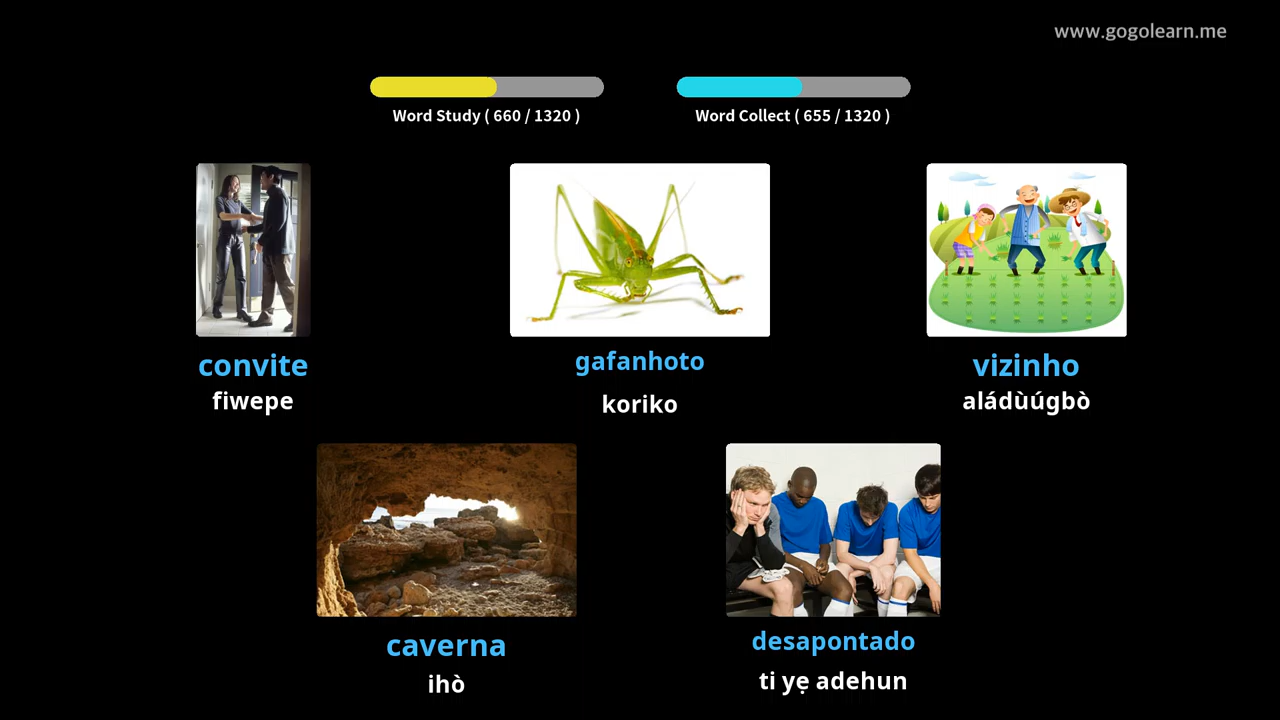 www.gogolearn.me
Word Study ( 660 / 1320 )
Word Collect ( 655 / 1320 )
convite
fiwepe
gafanhoto
koriko
vizinho
aládùúgbò
caverna
ihò
desapontado
ti yẹ adehun